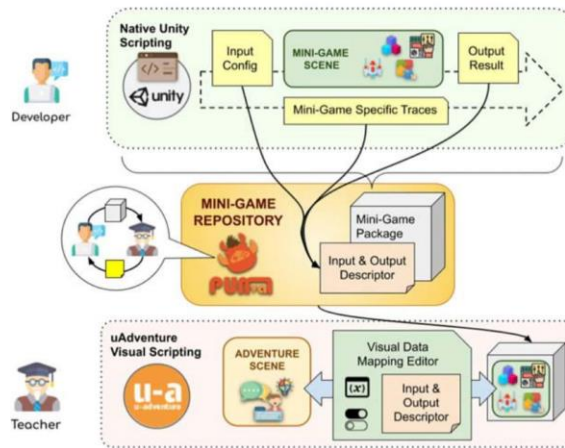 Native Unity
Scripting
unity
Developer
Input
Config
MINI-GAME
SCENE
Output
Result
Mini-Game Specific Traces
MINI-GAME
REPOSITORY
Mini-Game
Package
Input & Output
Descriptor
uAdventure
Visual Scripting
u-a
u-adventure
Teacher
ADVENTURE
SCENE
Visual Data
Mapping Editor
(x)
Input &
Output
Descriptor